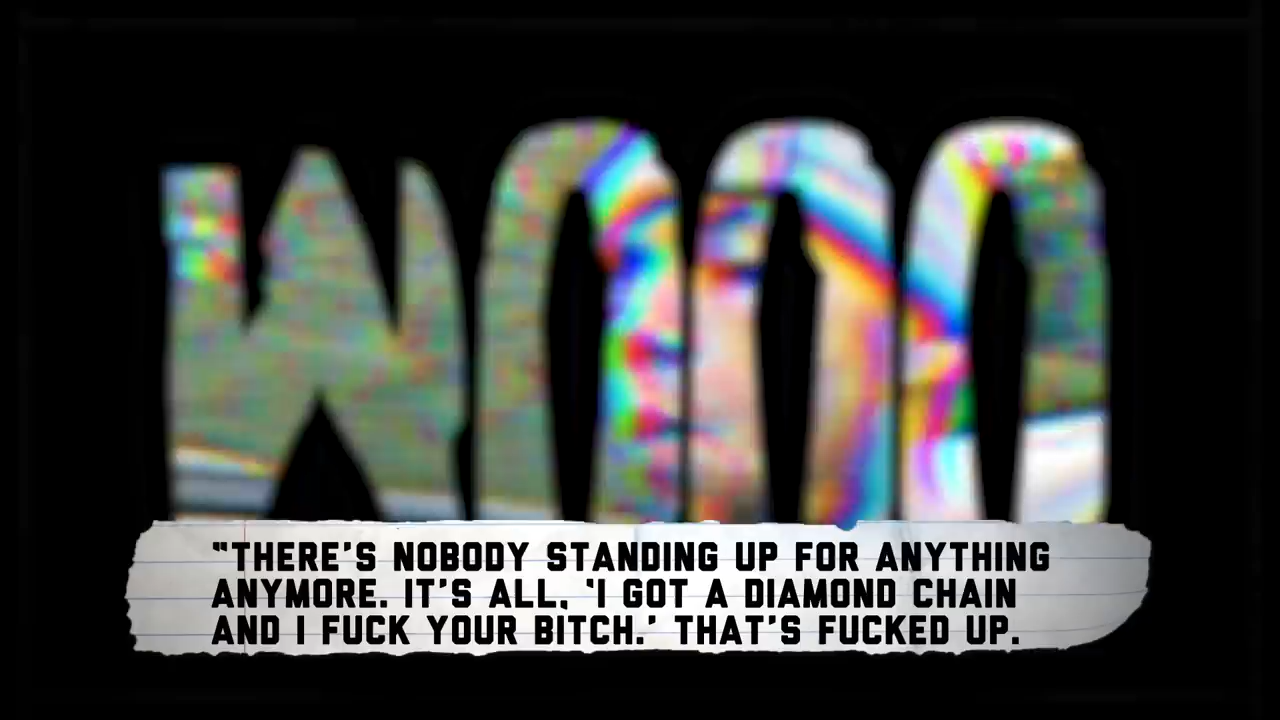 WOOO
“THERE'S NOBODY STANDING UP FOR ANYTHING
ANYMORE. IT'S ALL, 'I GOT A DIAMOND CHAIN
AND I FUCK YOUR BITCH.' THAT'S FUCKED UP.